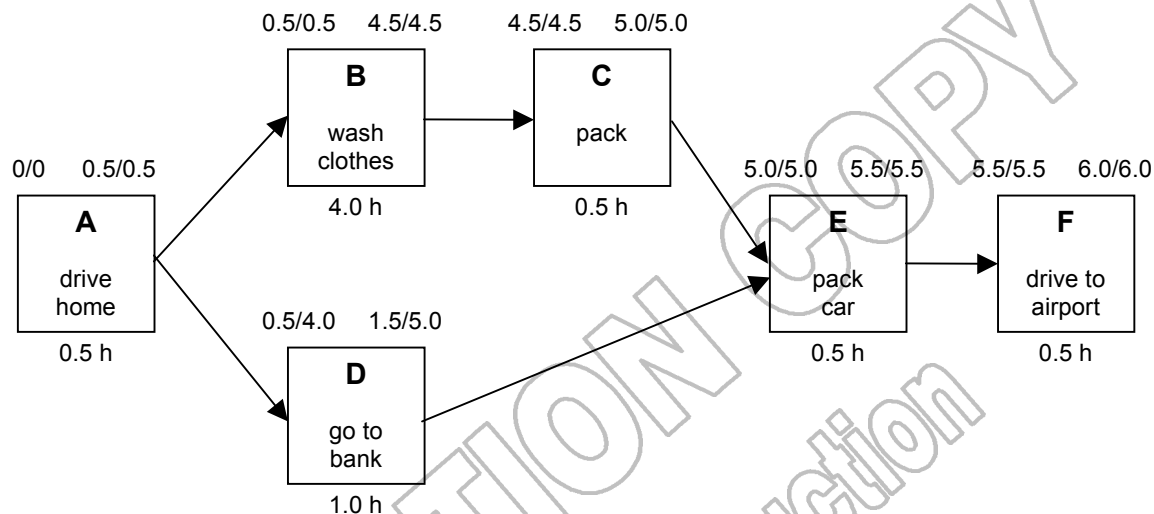 0.5/0.5 4.5/4.5 4.5/4.5 5.0/5.0
B
wash
clothes
4.0 h
C
pack
0.5 h
0/0 0.5/0.5
A
drive
home
0.5 h
0.5/4.0 1.5/5.0
D
go to
bank
1.0 h
5.0/5.0 5.5/5.5 5.5/5.5 6.0/6.0
E
pack
car
0.5 h
F
drive to
airport
0.5 h
TION COPY
uction